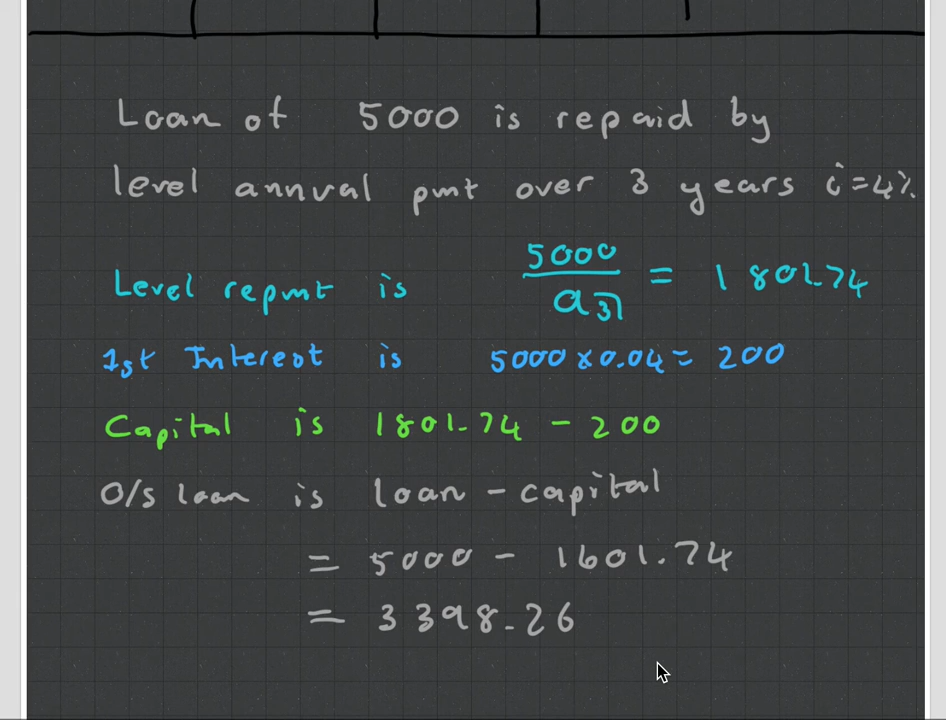 Loan of 5000 is repaid by
level annual pmt over 3 years i=4%
Level repmt is 5000/a3̅| = 1801.74
1st Interest is 5000x0.04= 200
Capital is 1801.74 - 200
O/s loan is loan - capital
= 5000 - 1601.74
= 3398.26